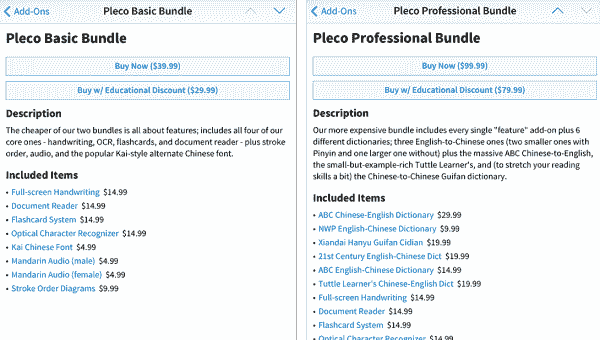 Add-Ons
Pleco Basic Bundle
Pleco Basic Bundle
Buy Now ($39.99)
Buy w/ Educational Discount ($29.99)
Description
The cheaper of our two bundles is all about features; includes all four of our
core ones - handwriting, OCR, flashcards, and document reader - plus stroke
order, audio, and the popular Kai-style alternate Chinese font.
Included Items
• Full-screen Handwriting $14.99
• Document Reader $14.99
• Flashcard System $14.99
• Optical Character Recognizer $14.99
• Kai Chinese Font $4.99
• Mandarin Audio (male) $4.99
• Mandarin Audio (female) $4.99
• Stroke Order Diagrams $9.99
Add-Ons
Pleco Professional Bundle
Pleco Professional Bundle
Buy Now ($99.99)
Buy w/ Educational Discount ($79.99)
Description
Our more expensive bundle includes every single "feature" add-on plus 6
different dictionaries; three English-to-Chinese ones (two smaller ones with
Pinyin and one larger one without) plus the massive ABC Chinese-to-English,
the small-but-example-rich Tuttle Learner's, and (to stretch your reading
skills a bit) the Chinese-to-Chinese Guifan dictionary.
Included Items
• ABC Chinese-English Dictionary $29.99
• NWP English-Chinese Dictionary $9.99
• Xiandai Hanyu Guifan Cidian $19.99
• 21st Century English-Chinese Dict $19.99
• ABC English-Chinese Dictionary $14.99
• Tuttle Learner's Chinese-English Dict $19.99
• Full-screen Handwriting $14.99
• Document Reader $14.99
• Flashcard System $14.99
• Optical Character Recognizer $14.99